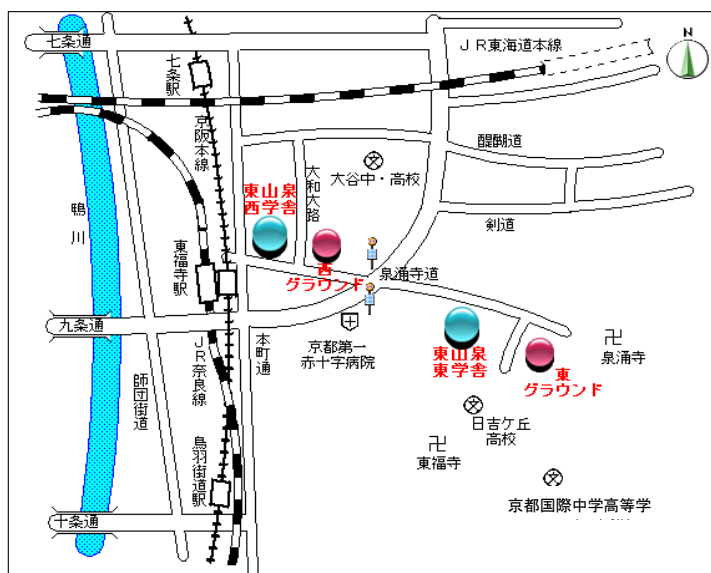 七条通
ＪＲ東海道本線
N
七条駅
京阪本線
醍醐道
大和大路
大谷中・高校
東山泉
西学舎
剣道
鴨川
西
グラウンド
泉涌寺道
東福寺駅
九条通
本町通
京都第一
赤十字病院
東山泉
東学舎
東
グラウンド
泉涌寺
ＪＲ奈良線
師団街道
日吉ケ丘
高校
東福寺
鳥羽街道駅
京都国際中学高等学
十条通